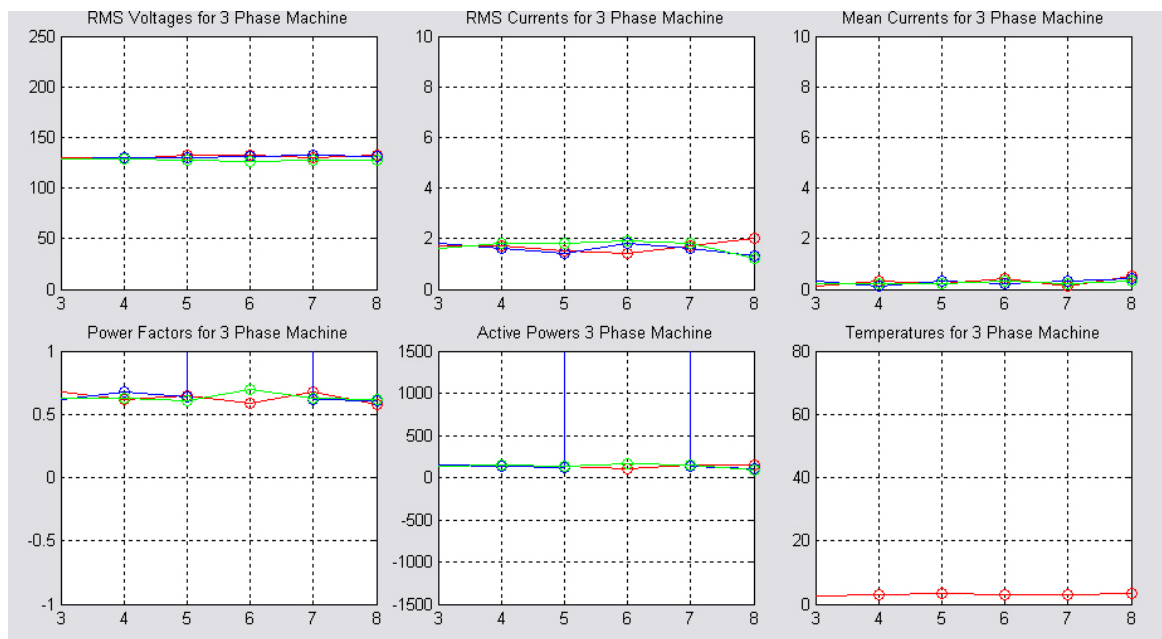 RMS Voltages for 3 Phase Machine
250
200
150
100
50
0
3 4 5 6 7 8
RMS Currents for 3 Phase Machine
10
8
6
4
2
0
3 4 5 6 7 8
Mean Currents for 3 Phase Machine
10
8
6
4
2
0
3 4 5 6 7 8
Power Factors for 3 Phase Machine
1
0.5
0
-0.5
-1
3 4 5 6 7 8
Active Powers 3 Phase Machine
1500
1000
500
0
-500
-1000
-1500
3 4 5 6 7 8
Temperatures for 3 Phase Machine
80
60
40
20
0
3 4 5 6 7 8